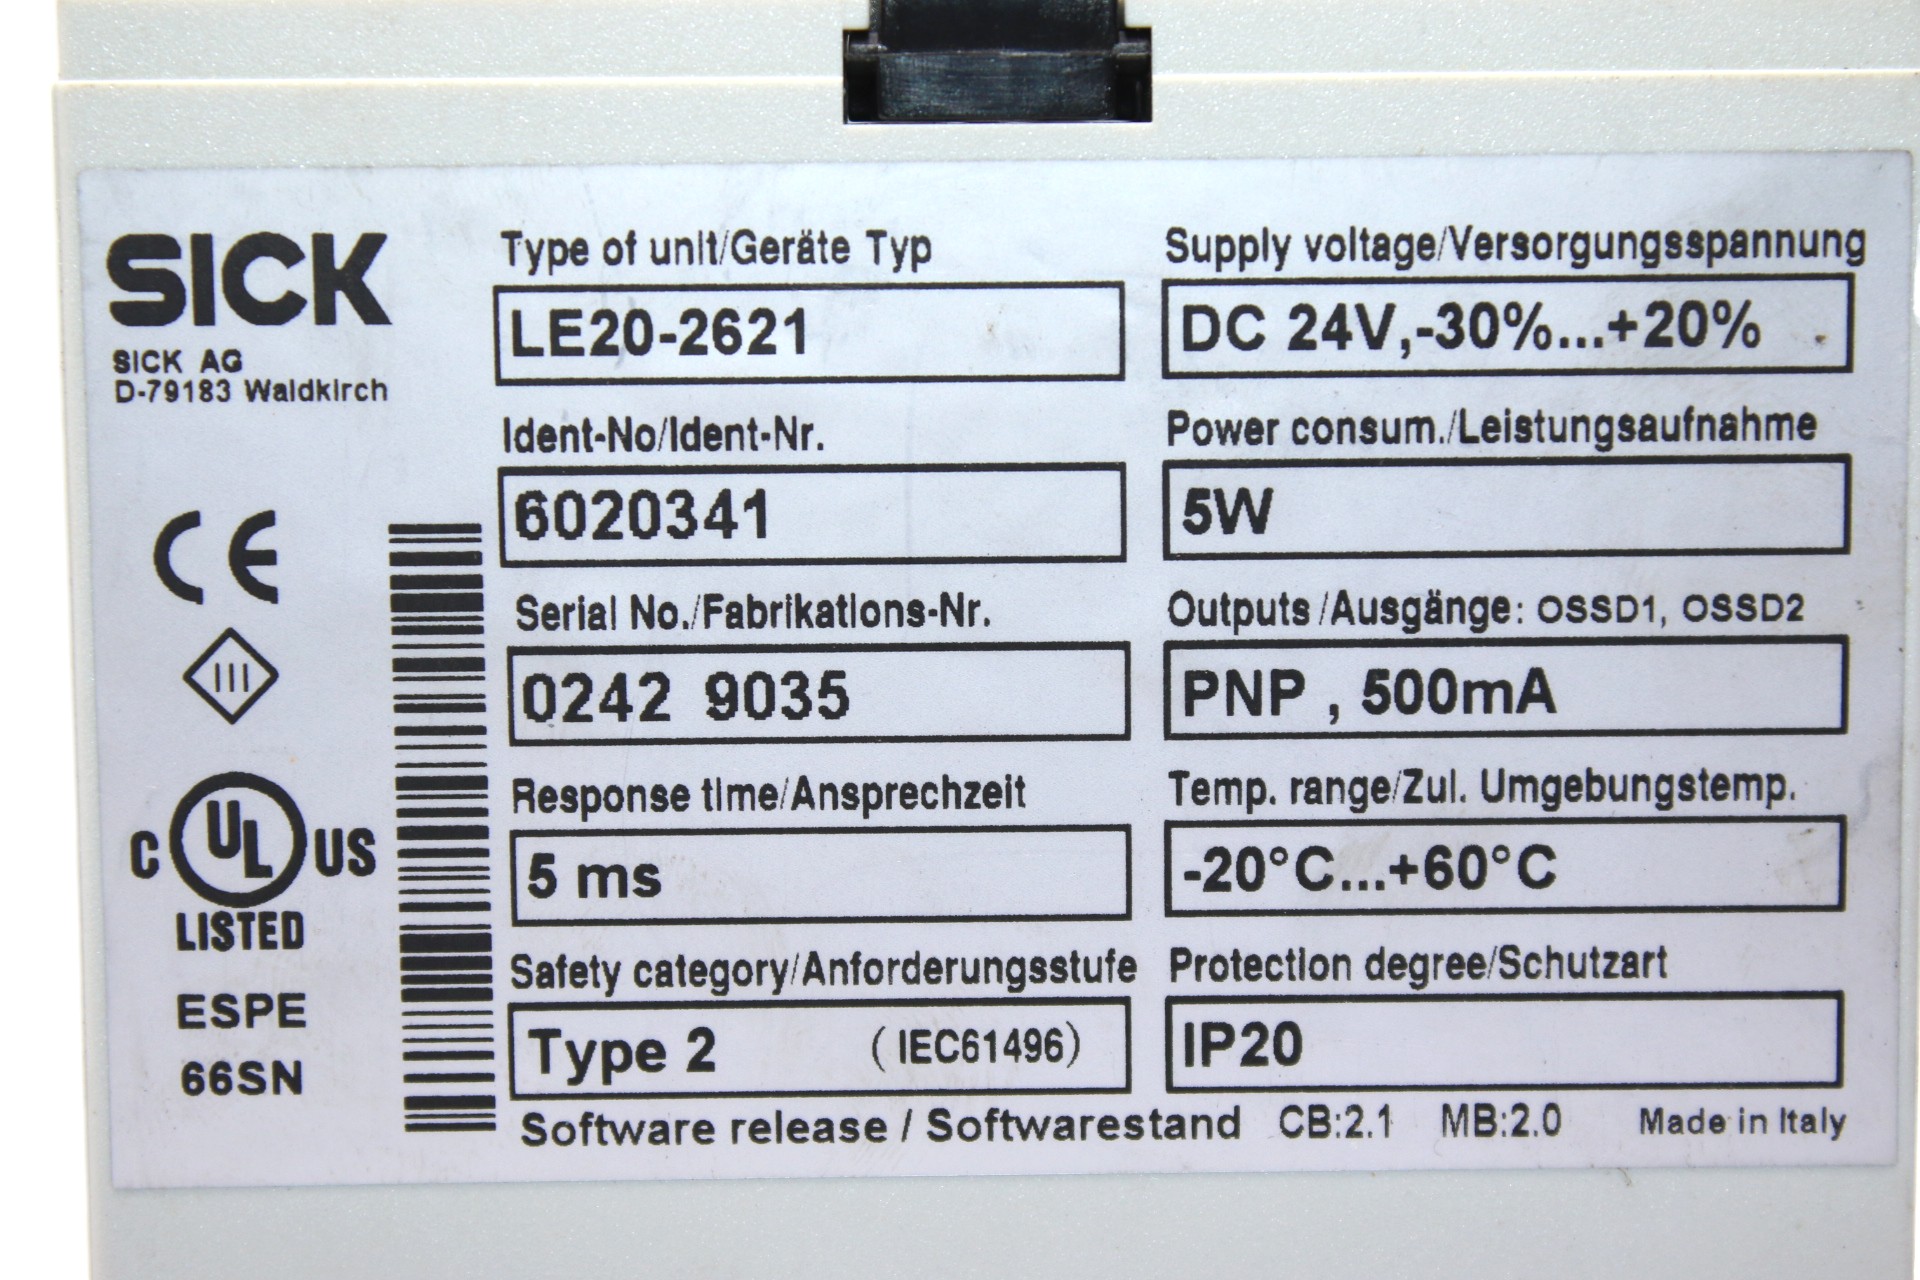 SICK
SICK AG
D-79183 Waldkirch
Type of unit/Geräte Typ
LE20-2621
Ident-No/Ident-Nr.
6020341
Serial No./Fabrikations-Nr.
0242 9035
Response time/Ansprechzeit
5 ms
Safety category/Anforderungsstufe
Type 2 (IEC61496)
Supply voltage/Versorgungsspannung
DC 24V,-30%...+20%
Power consum./Leistungsaufnahme
5W
Outputs /Ausgänge: OSSD1, OSSD2
PNP , 500mA
Temp. range/Zul. Umgebungstemp.
-20°C...+60°C
Protection degree/Schutzart
IP20
CE
III
C UL US
LISTED
ESPE
66SN
Software release / Softwarestand CB:2.1 MB:2.0 Made in Italy